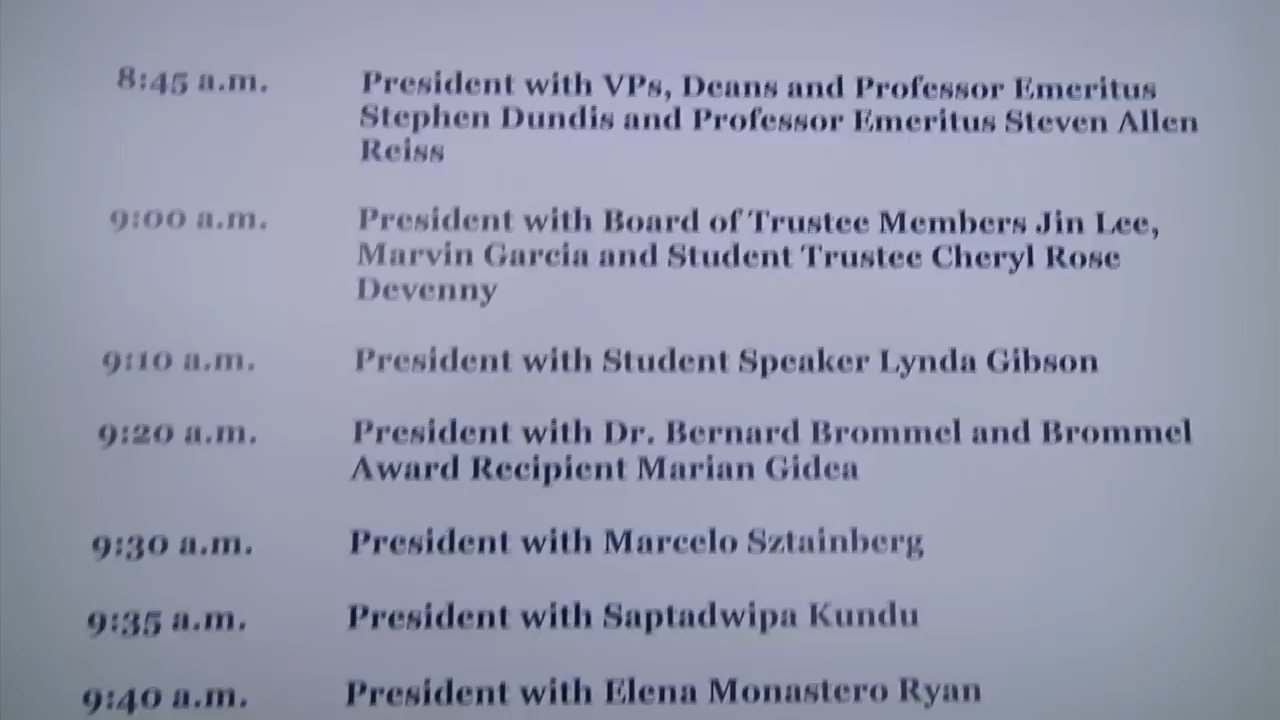 8:45 a.m. President with VPs, Deans and Professor Emeritus
Stephen Dundis and Professor Emeritus Steven Allen
Reiss
9:00 a.m. President with Board of Trustee Members Jin Lee,
Marvin Garcia and Student Trustee Cheryl Rose
Devenny
9:10 a.m. President with Student Speaker Lynda Gibson
9:20 a.m. President with Dr. Bernard Brommel and Brommel
Award Recipient Marian Gidea
9:30 a.m. President with Marcelo Sztainberg
9:35 a.m. President with Saptadwipa Kundu
9:40 a.m. President with Elena Monastero Ryan